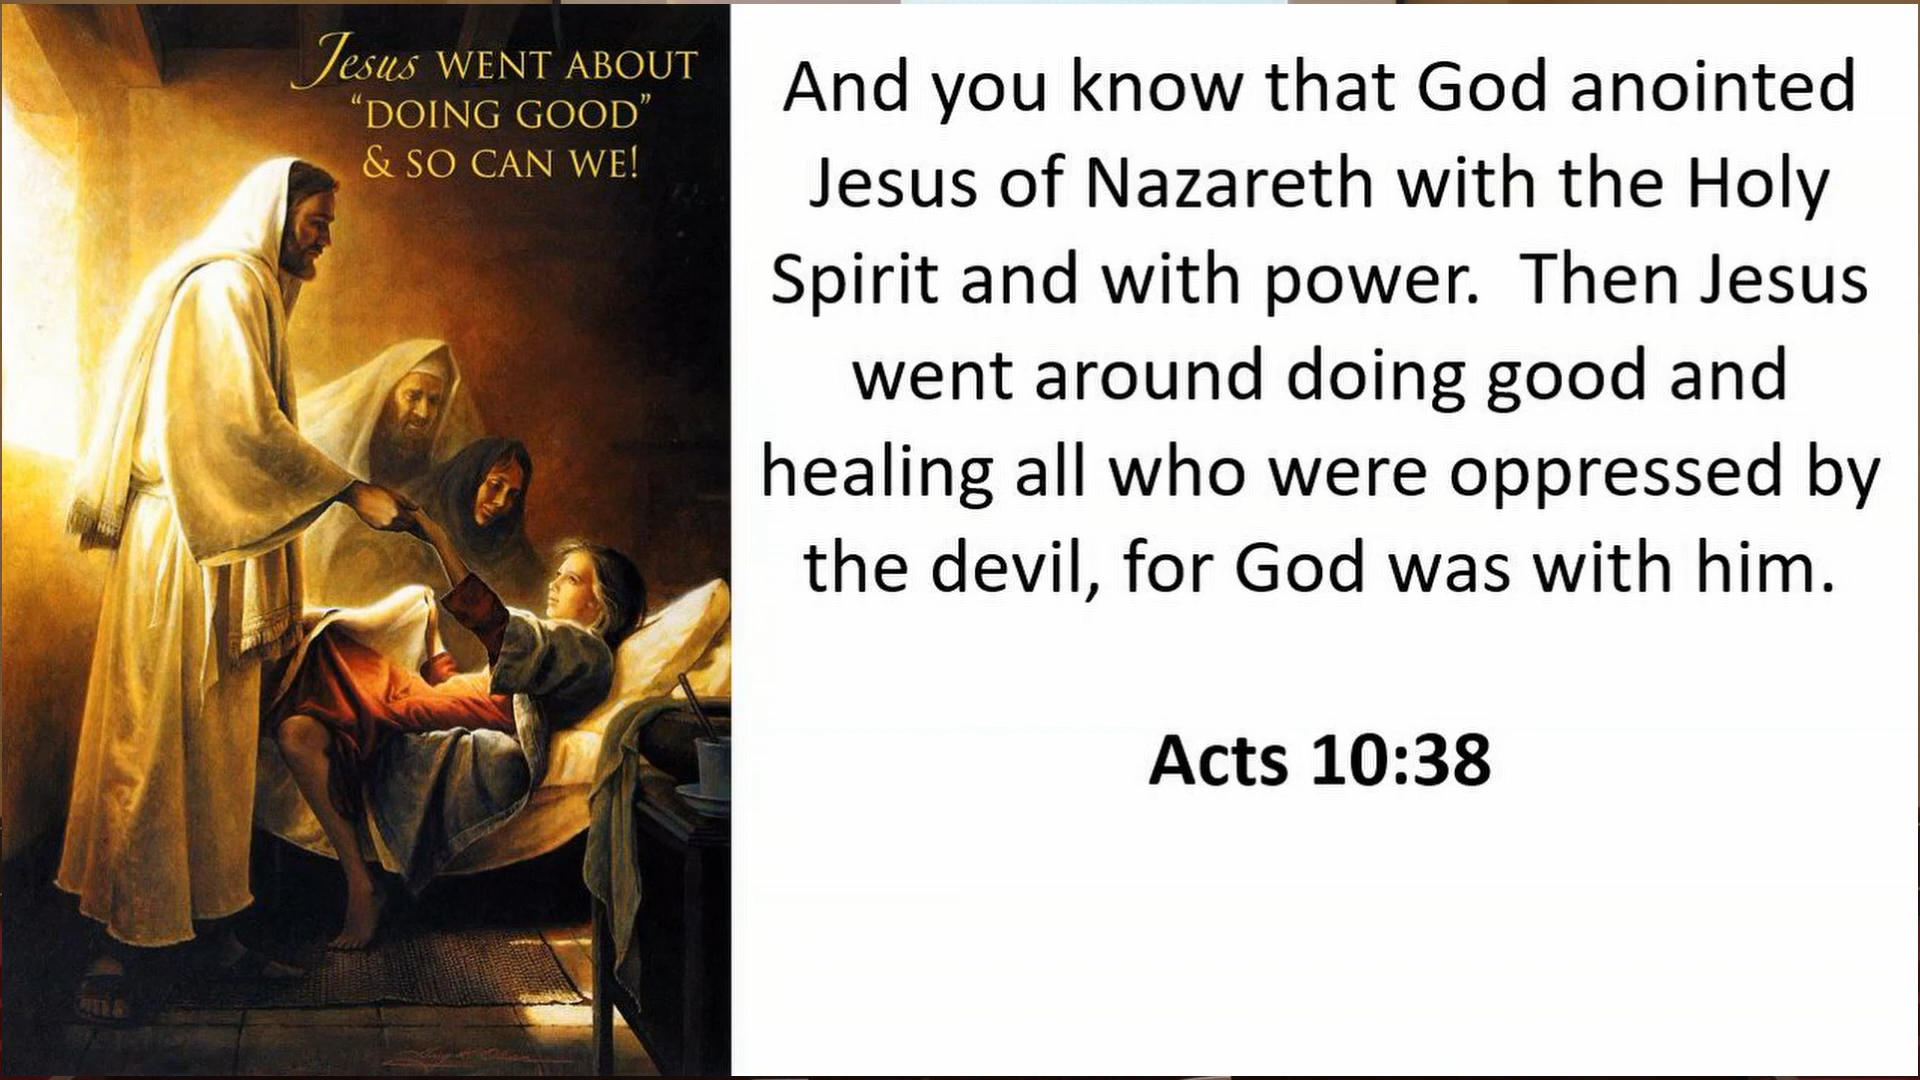 Jesus WENT ABOUT
“DOING GOOD”
& SO CAN WE!
And you know that God anointed
Jesus of Nazareth with the Holy
Spirit and with power.  Then Jesus
went around doing good and
healing all who were oppressed by
the devil, for God was with him.
Acts 10:38